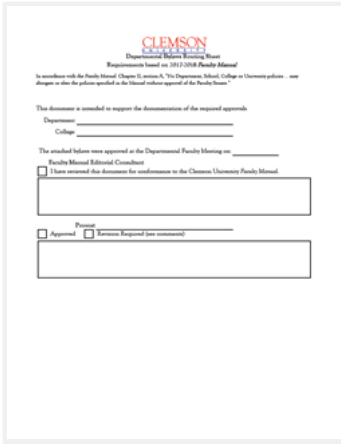 CLEMSON
UNIVERSITY
Departmental Bylaws Routing Sheet
Requirements based on 2017-2018 Faculty Manual
In accordance with the Faculty Manual Chapter II, section A, "No Department, School, College or University policies ... may
abrogate or alter the policies specified in the Manual without approval of the Faculty Senate."
This document is intended to support the documentation of the required approvals
Department:
College:
The attached bylaws were approved at the Departmental Faculty Meeting on:
Faculty Manual Editorial Consultant
I have reviewed this document for conformance to the Clemson University Faculty Manual.
Provost:
Approved Revision Required (see comments)